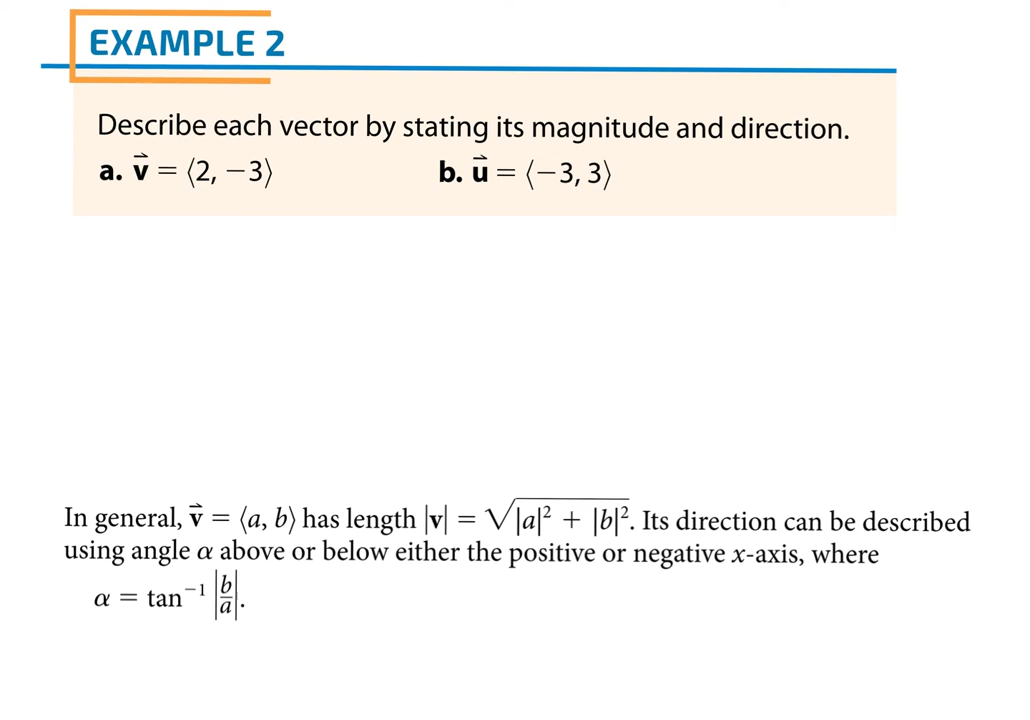 EXAMPLE 2
Describe each vector by stating its magnitude and direction.
a. v⃗ = ⟨2, −3⟩ b. u⃗ = ⟨−3, 3⟩
In general, v⃗ = ⟨a, b⟩ has length |v| = √(|a|² + |b|²). Its direction can be described
using angle α above or below either the positive or negative x-axis, where
α = tan⁻¹ |b/a|.